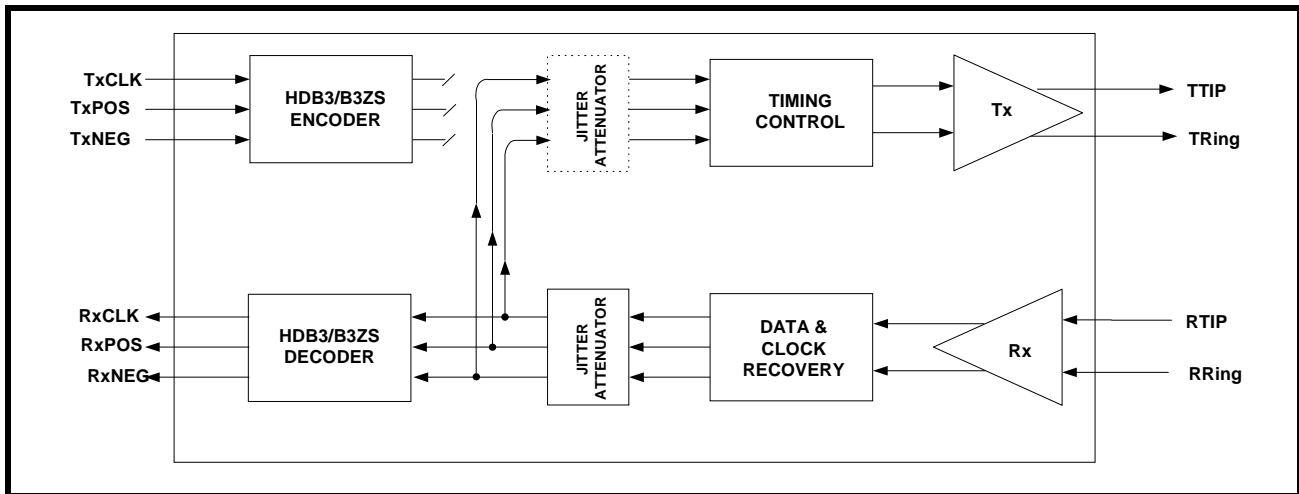 TxCLK
TxPOS
TxNEG
HDB3/B3ZS
ENCODER
JITTER
ATTENUATOR
TIMING
CONTROL
Tx
TTIP
TRing
RxCLK
RxPOS
RxNEG
HDB3/B3ZS
DECODER
JITTER
ATTENUATOR
DATA &
CLOCK
RECOVERY
Rx
RTIP
RRing